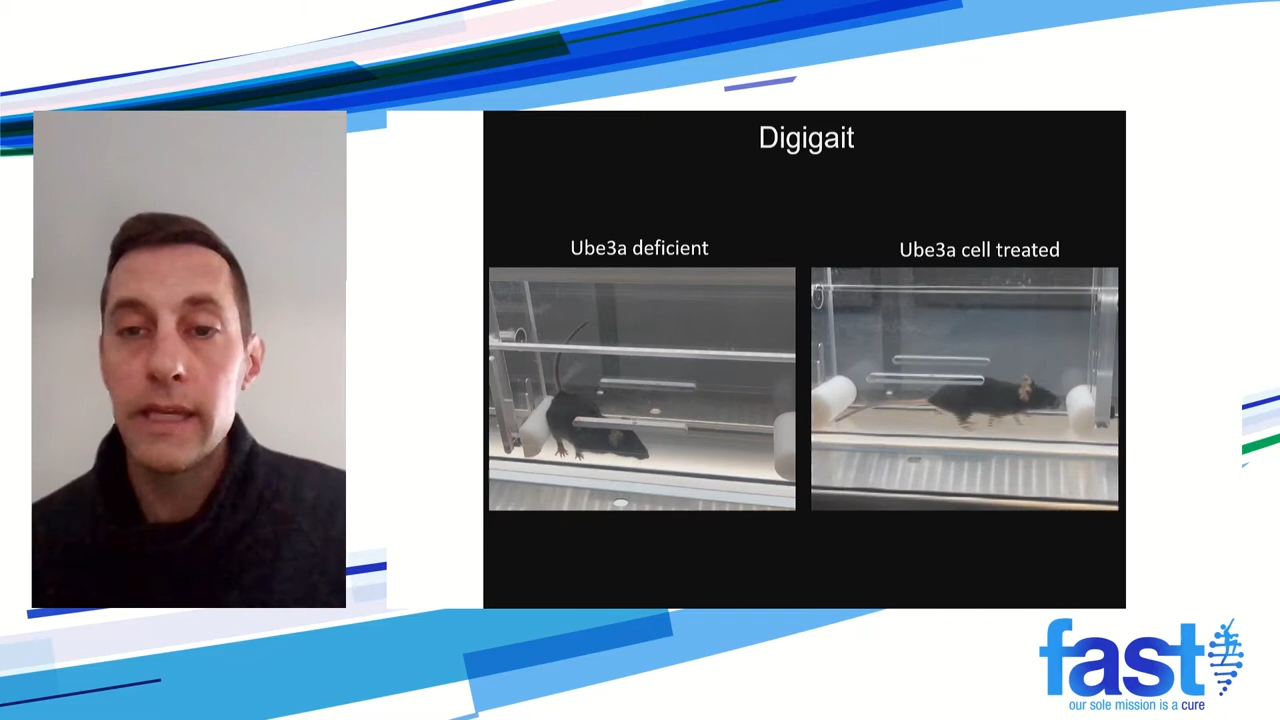 Digigait
Ube3a deficient
Ube3a cell treated
fast
our sole mission is a cure